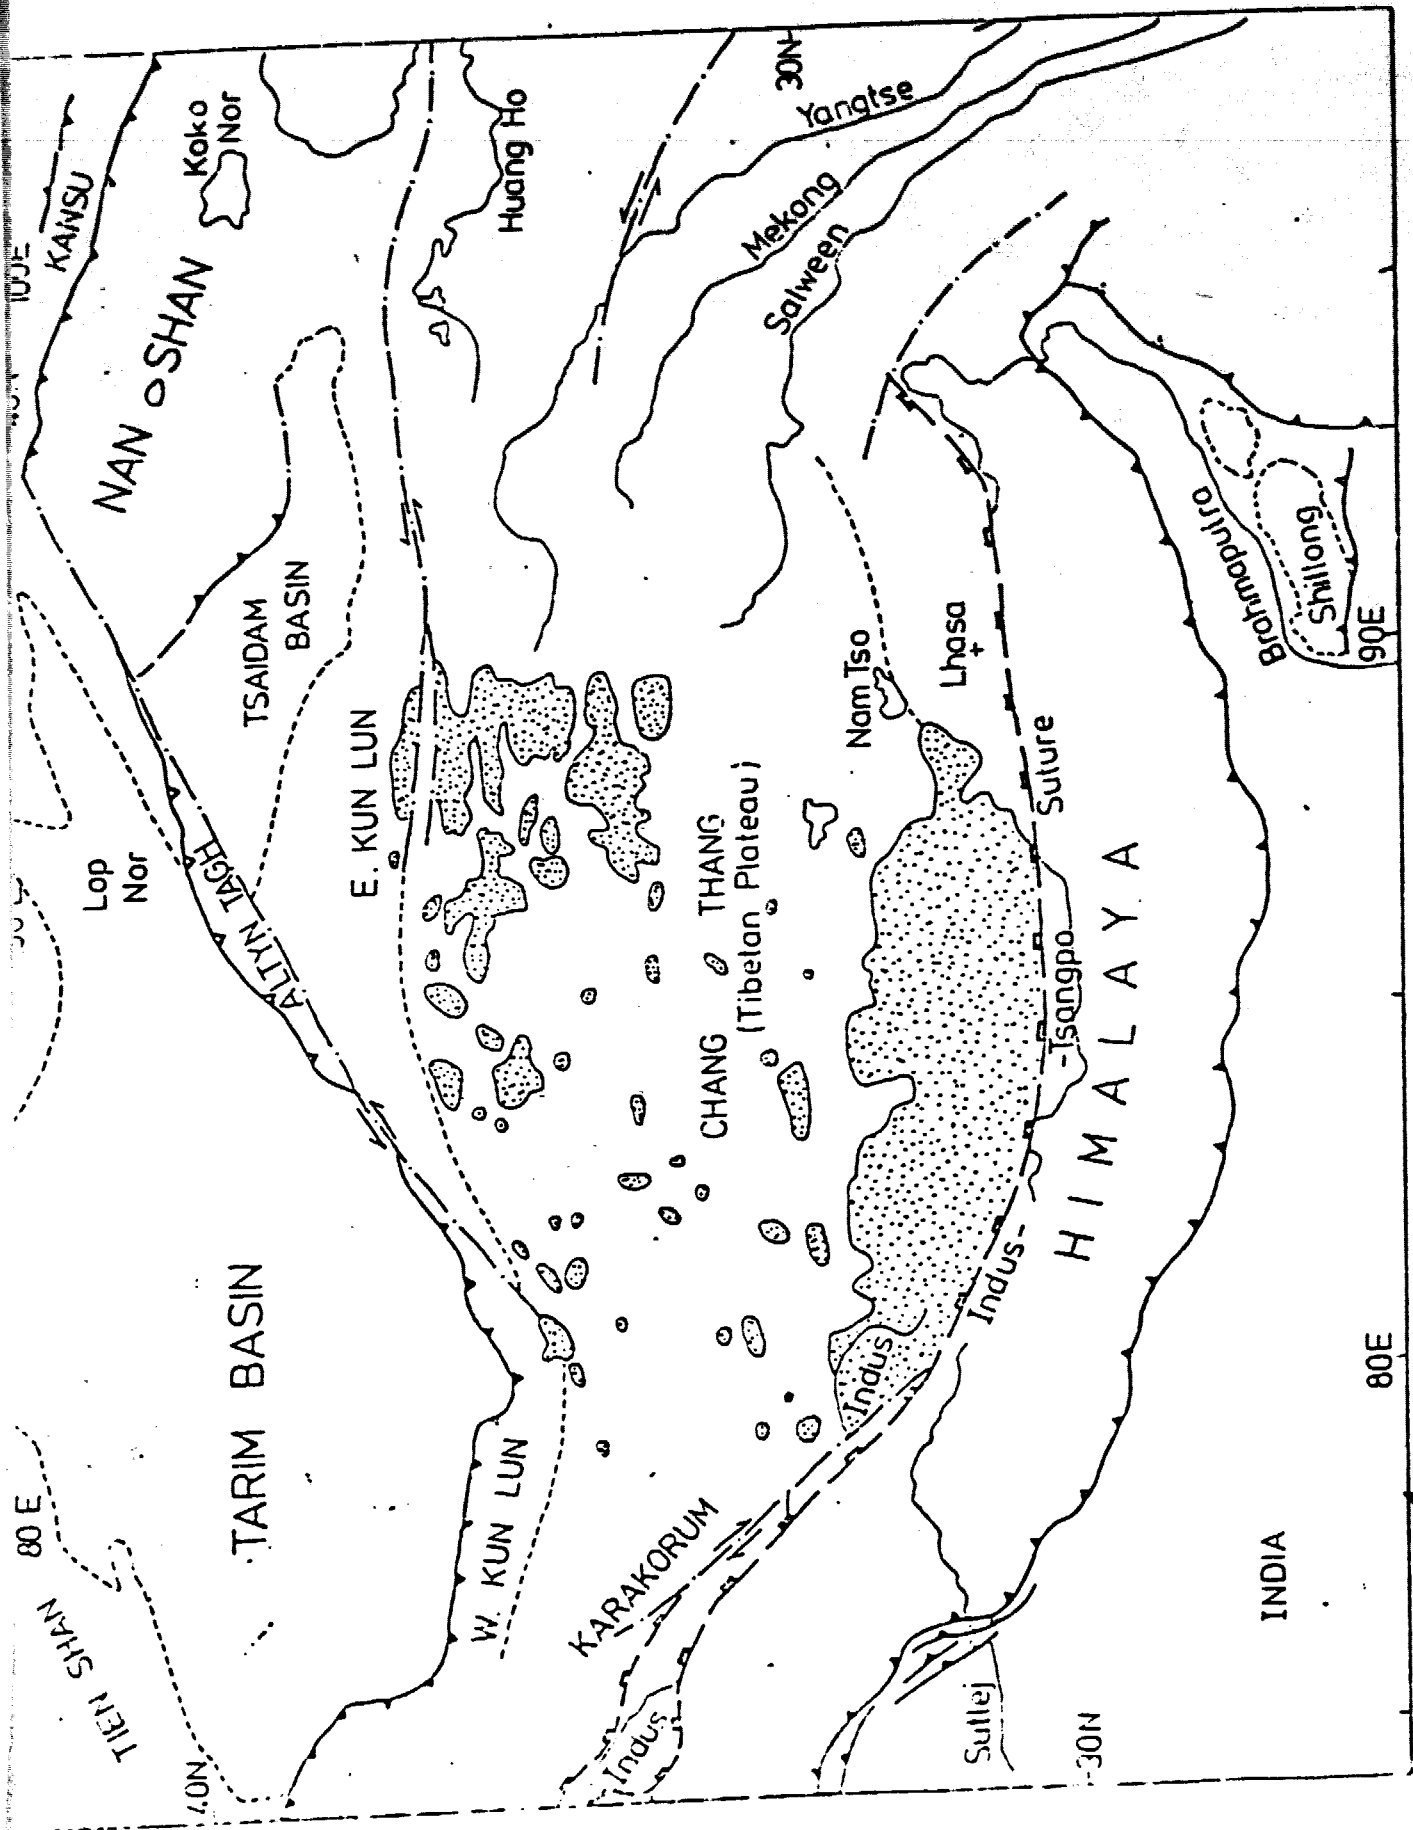 TIEN SHAN
80 E
40N
TARIM BASIN
Lop
Nor
ALTYN TAGH
TSAIDAM
BASIN
NAN SHAN
KANSU
100E
Koko
Nor
W. KUN LUN
E. KUN LUN
Huang Ho
KARAKORUM
CHANG THANG
(Tibetan Plateau)
Nam Tso
Lhasa
Yangtse
Mekong
Salween
30N
Indus
Indus
Indus-
-Tsangpo
Suture
HIMALAYA
Sutlej
-30N
INDIA
Brahmaputra
Shillong
80E
90E